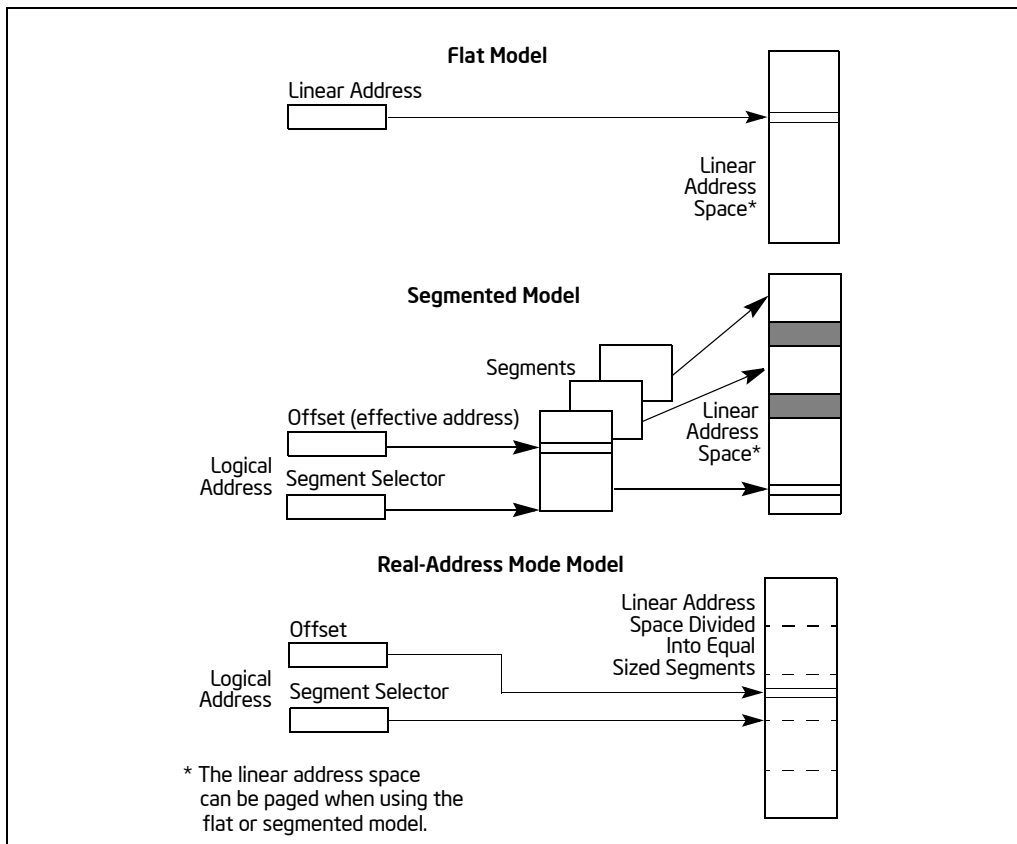 Flat Model
Linear Address
Linear
Address
Space*
Segmented Model
Segments
Offset (effective address)
Logical
Address
Segment Selector
Linear
Address
Space*
Real-Address Mode Model
Offset
Logical
Address
Segment Selector
Linear Address
Space Divided
Into Equal
Sized Segments
* The linear address space
can be paged when using the
flat or segmented model.